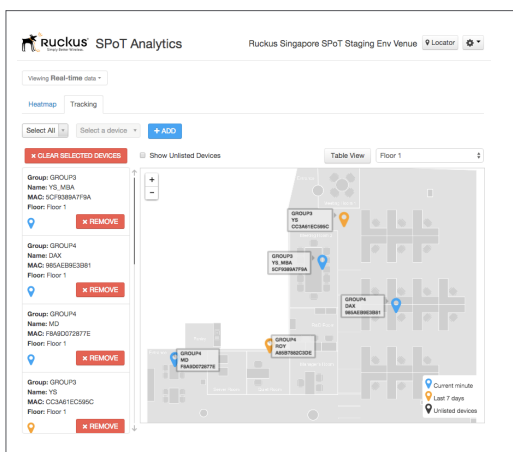 Ruckus® SPoT Analytics
Simply Better Wireless.
Ruckus Singapore SPoT Staging Env Venue
Locator
Viewing Real-time data
Heatmap Tracking
Select All
Select a device
+ ADD
× CLEAR SELECTED DEVICES
Show Unlisted Devices
Table View
Floor 1
Group: GROUP3
Name: YS_MBA
MAC: 5CF9389A7F9A
Floor: Floor 1
× REMOVE
Group: GROUP4
Name: DAX
MAC: 985AEB9E3B81
Floor: Floor 1
× REMOVE
Group: GROUP4
Name: MD
MAC: F8A9D072877E
Floor: Floor 1
× REMOVE
Group: GROUP3
Name: YS
MAC: CC3A61EC595C
Floor: Floor 1
× REMOVE
+
−
GROUP3
YS
CC3A61EC595C
GROUP3
YS_MBA
5CF9389A7F9A
GROUP4
DAX
985AEB9E3B81
GROUP4
ROY
GROUP4
MD
F8A9D072877E
Current minute
Last 7 days
Unlisted devices